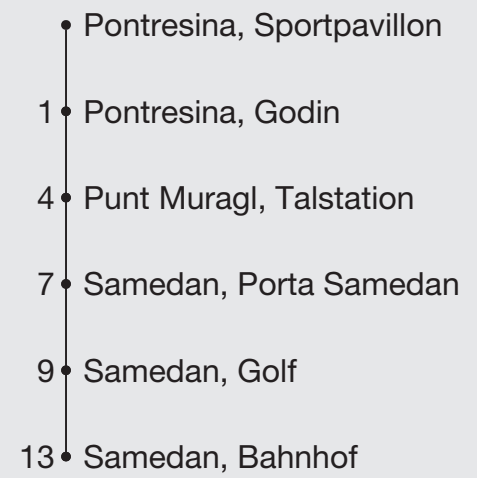 Pontresina, Sportpavillon
1 Pontresina, Godin
4 Punt Muragl, Talstation
7 Samedan, Porta Samedan
9 Samedan, Golf
13 Samedan, Bahnhof